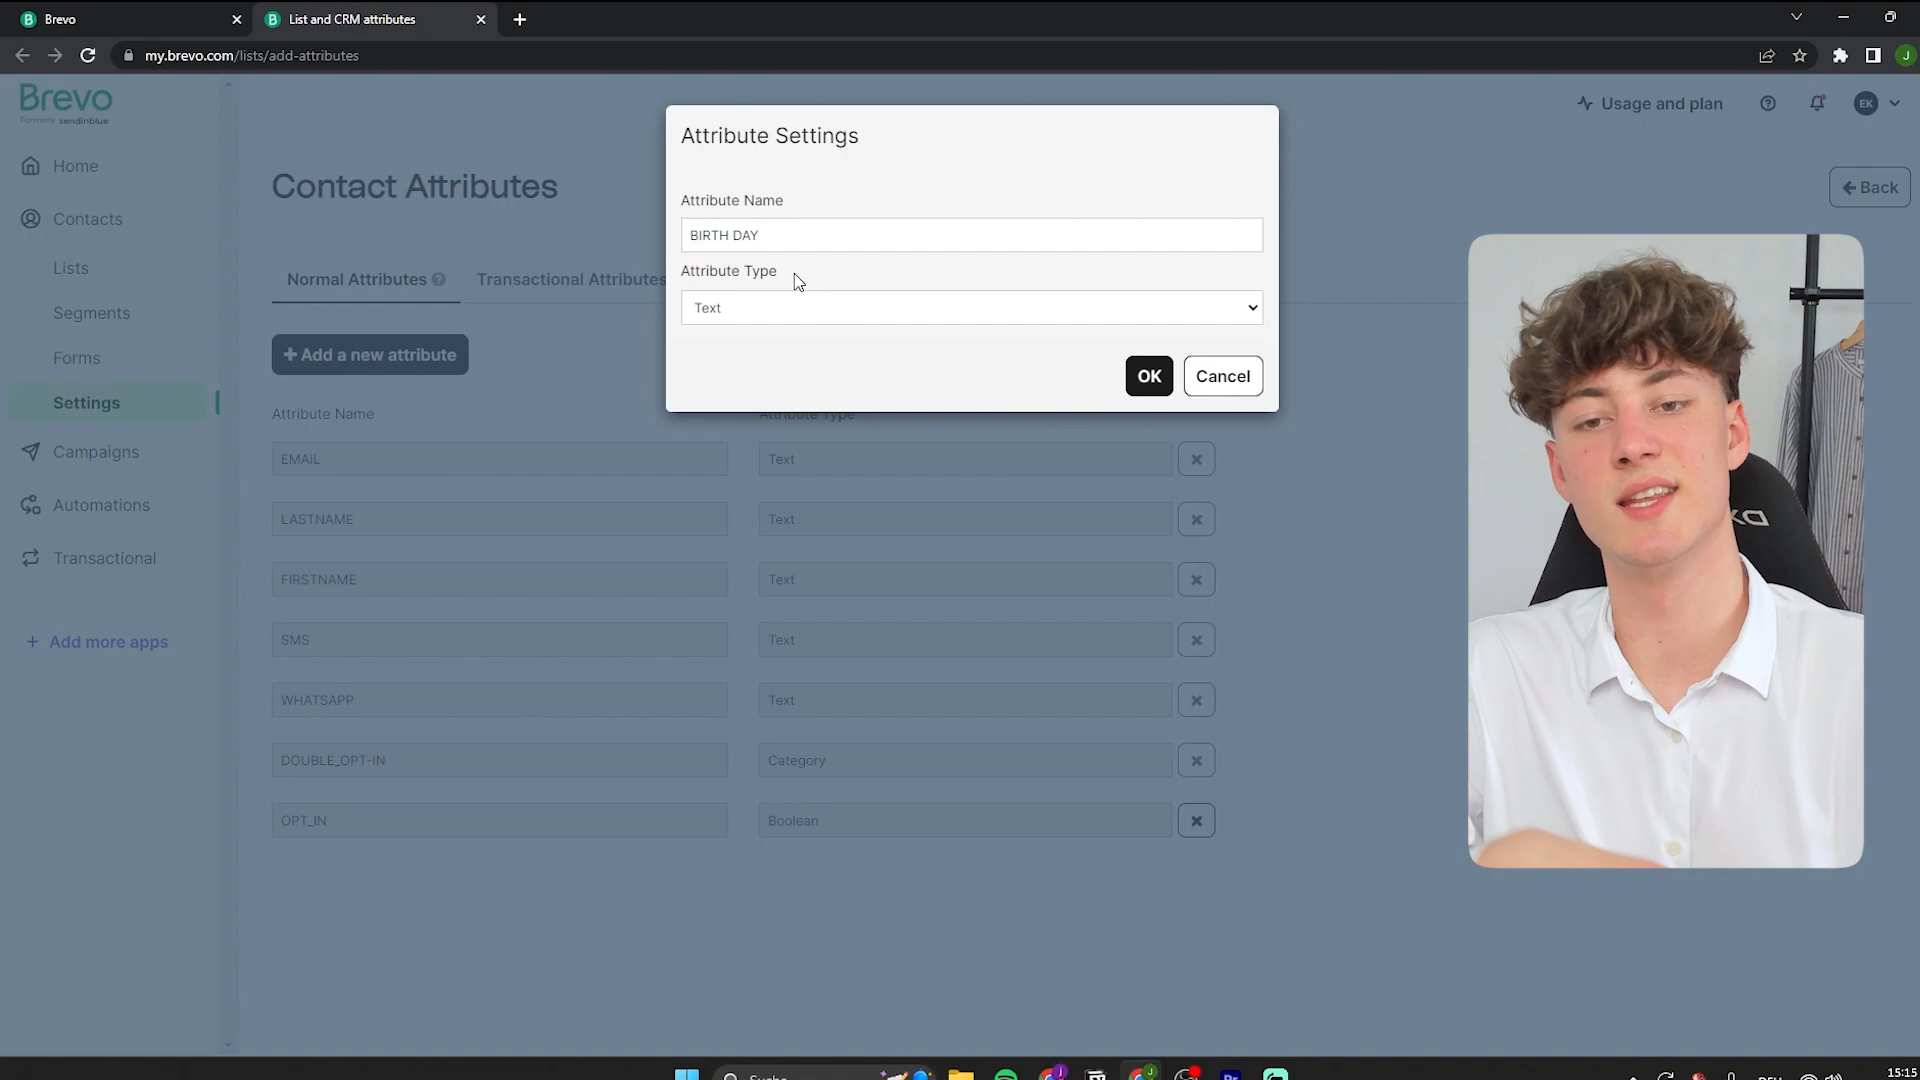 Brevo
List and CRM attributes
my.brevo.com/lists/add-attributes
J
Brevo
Formerly sendinblue
Usage and plan
EK
Home
Contacts
Lists
Segments
Forms
Settings
Campaigns
Automations
Transactional
+ Add more apps
Contact Attributes
Back
Normal Attributes
Transactional Attributes
+ Add a new attribute
Attribute Settings
Attribute Name
BIRTH DAY
Attribute Type
Text
OK
Cancel
Attribute Name
Attribute Type
EMAIL
Text
LASTNAME
Text
FIRSTNAME
Text
SMS
Text
WHATSAPP
Text
DOUBLE_OPT-IN
Category
OPT_IN
Boolean
Suche
15:15